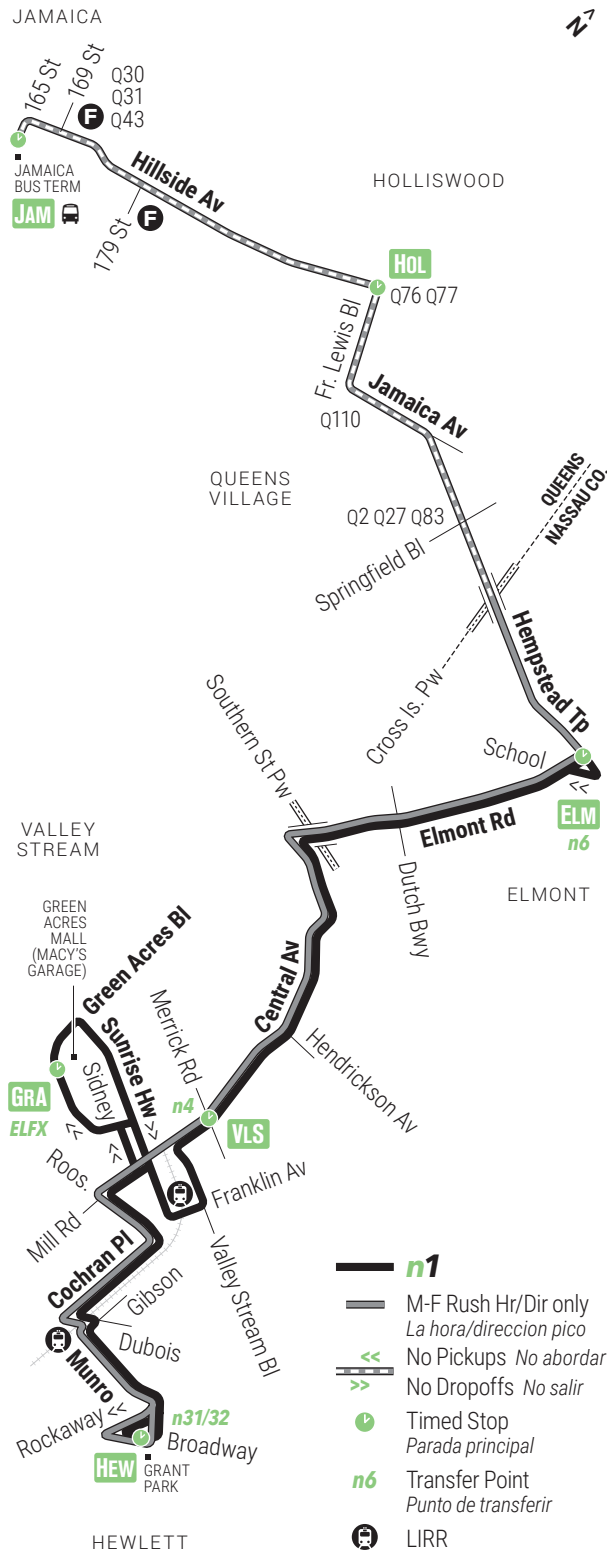 JAMAICA
N
165 St
169 St
F
Q30
Q31
Q43
JAMAICA
BUS TERM
JAM
Hillside Av
179 St
F
HOLLISWOOD
HOL
Q76 Q77
Fr. Lewis Bl
Jamaica Av
Q110
QUEENS
VILLAGE
QUEENS
NASSAU CO.
Q2 Q27 Q83
Springfield Bl
Hempstead Tp
Cross Is. Pw
Southern St Pw
School
<<
ELM
n6
Elmont Rd
ELMONT
Dutch Bwy
VALLEY
STREAM
GREEN
ACRES
MALL
(MACY'S
GARAGE)
Green Acres Bl
Sunrise Hw
>>
Central Av
Merrick Rd
Hendrickson Av
Sidney
GRA
ELFX
<<
<<
n4
VLS
Roos.
Franklin Av
Mill Rd
Valley Stream Bl
Cochran Pl
Gibson
Dubois
Munro
<<
Rockaway
n31/32
Broadway
HEW
GRANT
PARK
HEWLETT
n1
M-F Rush Hr/Dir only
La hora/direccion pico
<< No Pickups No abordar
>> No Dropoffs No salir
Timed Stop
Parada principal
n6 Transfer Point
Punto de transferir
LIRR